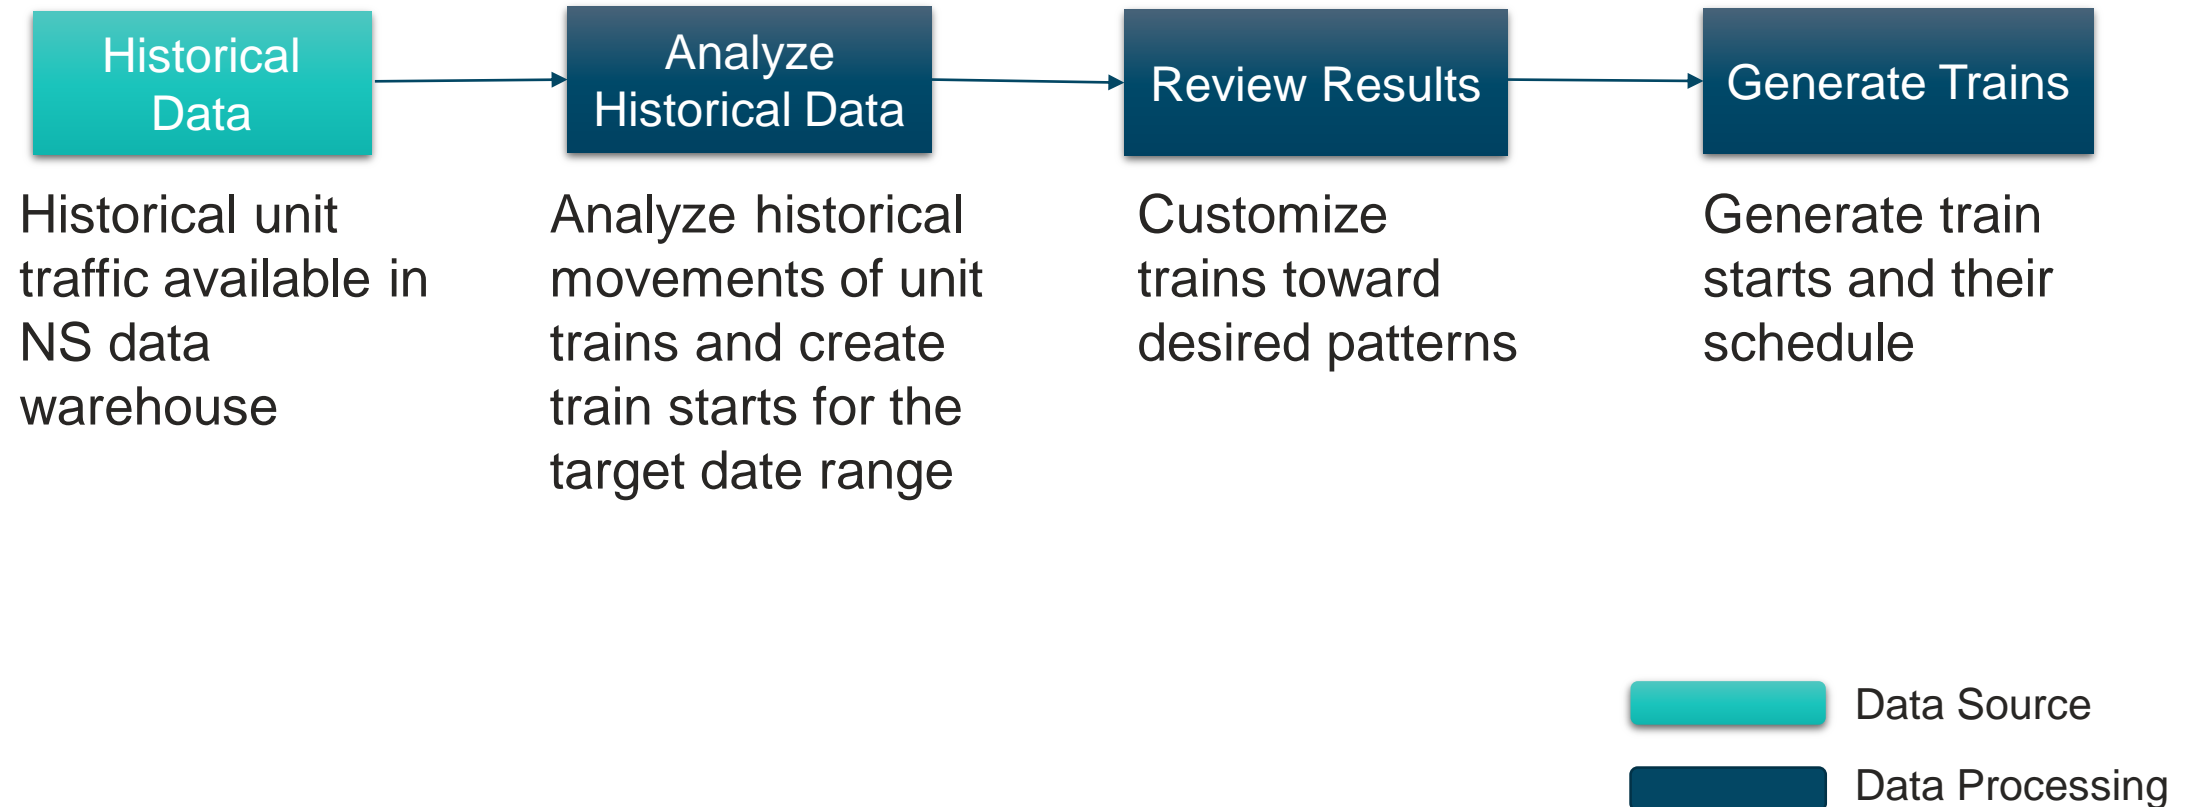 Historical
Data
Analyze
Historical Data
Review Results
Generate Trains
Historical unit
traffic available in
NS data
warehouse
Analyze historical
movements of unit
trains and create
train starts for the
target date range
Customize
trains toward
desired patterns
Generate train
starts and their
schedule
Data Source
Data Processing